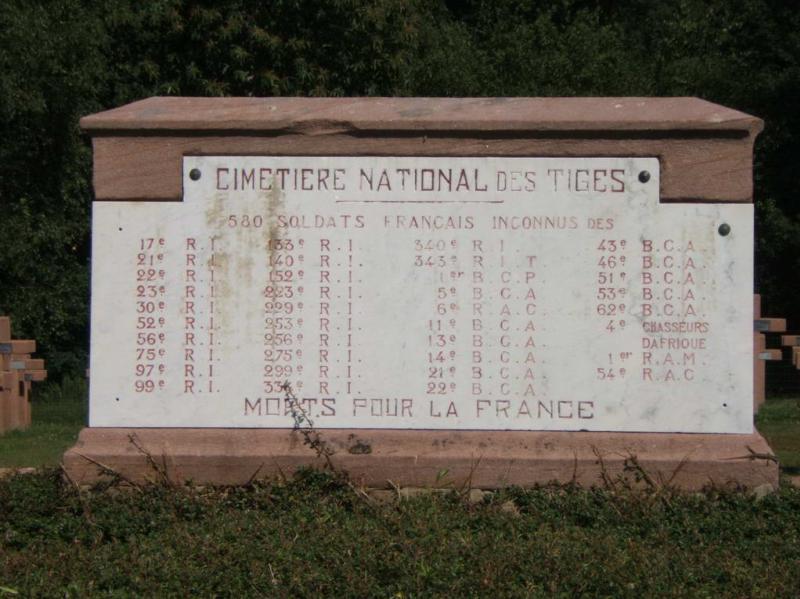 CIMETIERE NATIONAL DES TIGES
580 SOLDATS FRANCAIS INCONNUS DES
17e R.I. 133e R.I. 340e R.I. 43e B.C.A.
21e R.I. 140e R.I. 343e R.I.T 46e B.C.A.
22e R.I. 152e R.I. 1er B.C.P 51e B.C.A.
23e R.I. 223e R.I. 5e B.C.A 53e B.C.A.
30e R.I. 229e R.I. 6e R.A.C. 62e B.C.A.
52e R.I. 253e R.I. 11e B.C.A. 4e CHASSEURS
56e R.I. 256e R.I. 13e B.C.A. DAFRIQUE
75e R.I. 275e R.I. 14e B.C.A. 1er R.A.M.
97e R.I. 299e R.I. 21e B.C.A. 54e R.A.C
99e R.I. R.I. 22e B.C.A.
MORTS POUR LA FRANCE